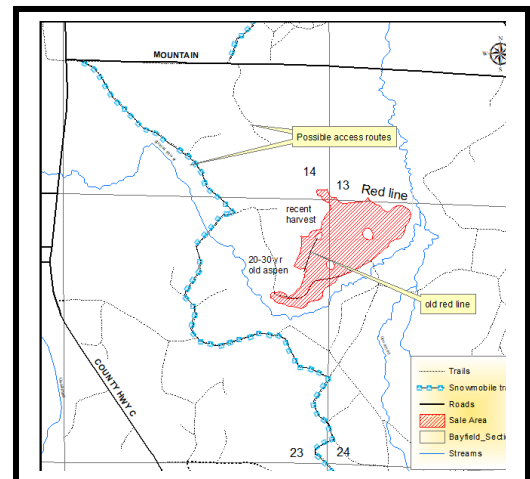 MOUNTAIN
Possible access routes
14
13
Red line
recent
harvest
20-30 yr
old aspen
old red line
COUNTY HWY C
23
24
Trails
Snowmobile tra
Roads
Sale Area
Bayfield_Secti
Streams